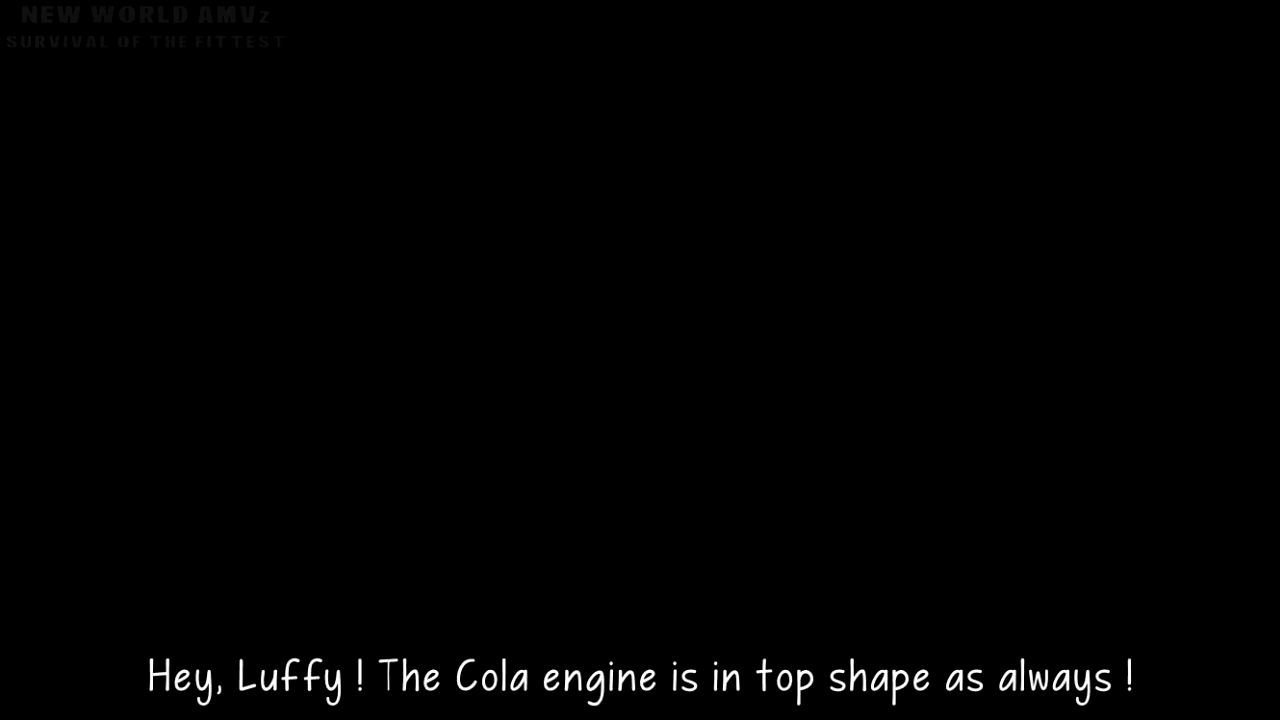 NEW WORLD AMVz
SURVIVAL OF THE FITTEST
Hey, Luffy ! The Cola engine is in top shape as always !